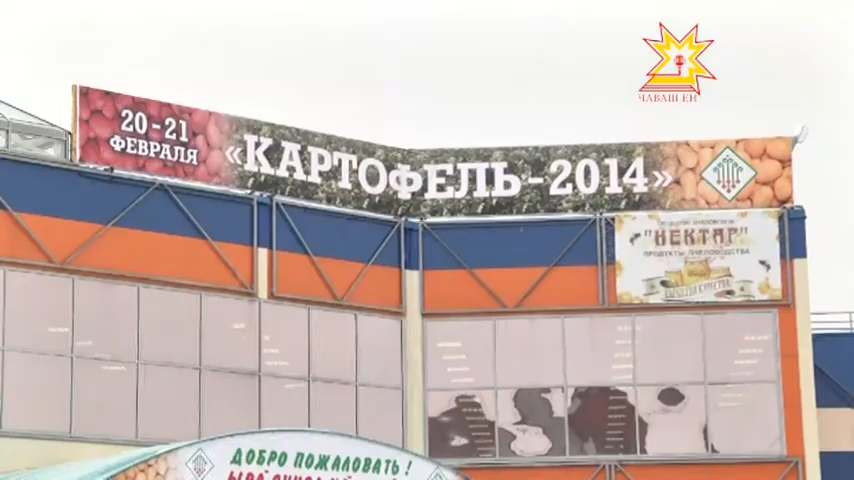 ЧӐВАШ ЕН
20-21
ФЕВРАЛЯ
«КАРТОФЕЛЬ-2014»
"НЕКТАР"
ПРОДУКТЫ ПЧЕЛОВОДСТВА
ДОБРО ПОЖАЛОВАТЬ!